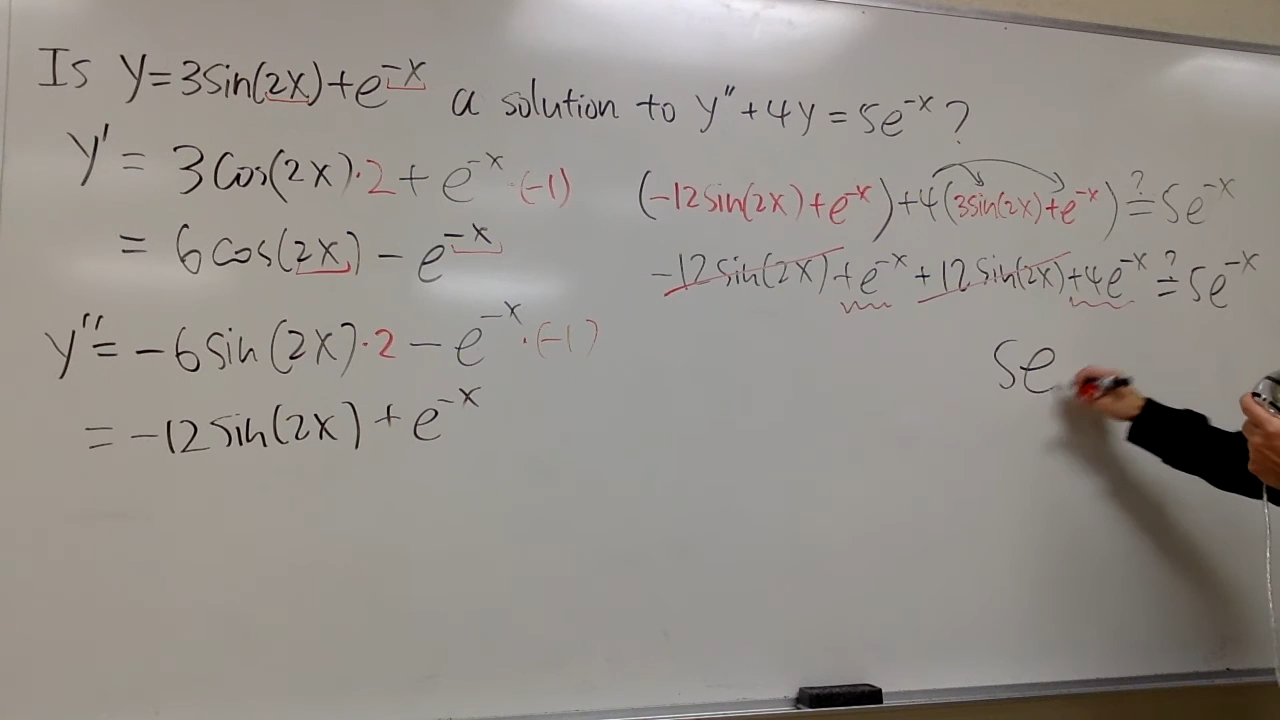 Is y=3sin(2x)+e^-x a solution to y''+4y=5e^-x?
y' = 3cos(2x)·2+e^-x·(-1)
= 6cos(2x)-e^-x
y''=-6sin(2x)·2-e^-x·(-1)
=-12sin(2x)+e^-x
(-12sin(2x)+e^-x)+4(3sin(2x)+e^-x)≟5e^-x
-12sin(2x)+e^-x+12sin(2x)+4e^-x≟5e^-x
5e